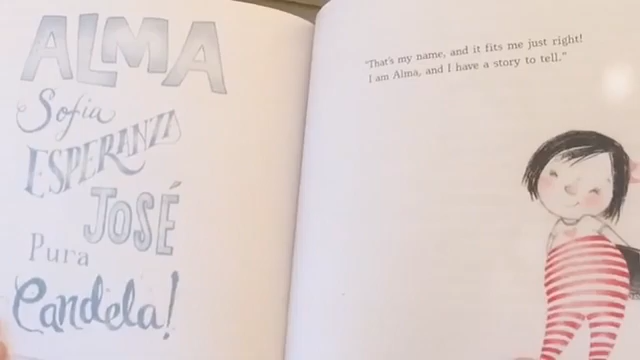 ALMA
Sofia
ESPERANZA
JOSÉ
Pura
Candela!
"That's my name, and it fits me just right!
I am Alma, and I have a story to tell."